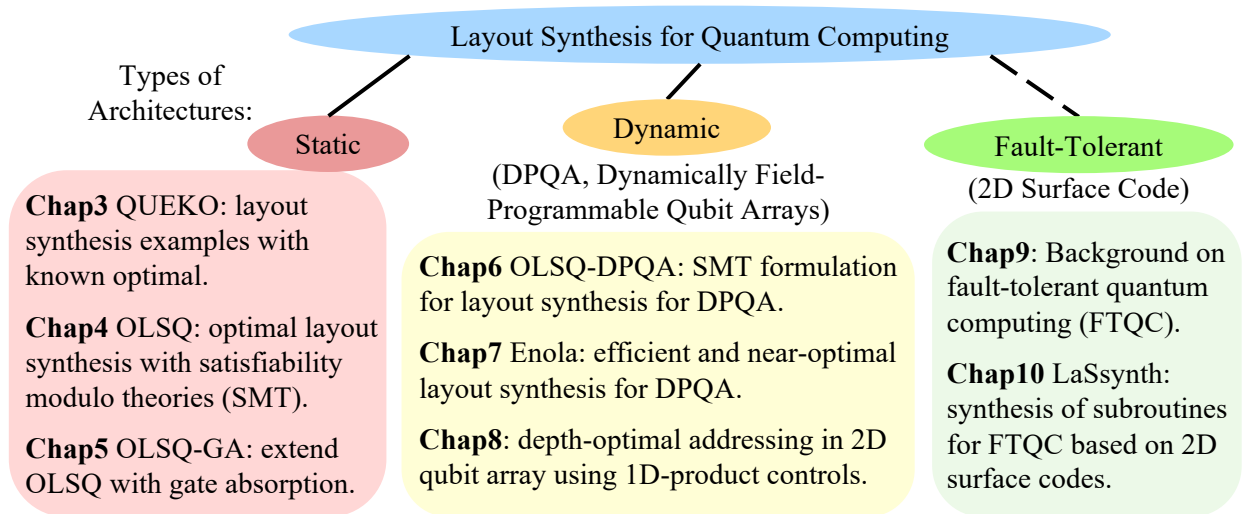 Layout Synthesis for Quantum Computing
Types of
Architectures:
Static
Dynamic
Fault-Tolerant
Chap3 QUEKO: layout
synthesis examples with
known optimal.
Chap4 OLSQ: optimal layout
synthesis with satisfiability
modulo theories (SMT).
Chap5 OLSQ-GA: extend
OLSQ with gate absorption.
(DPQA, Dynamically Field-
Programmable Qubit Arrays)
Chap6 OLSQ-DPQA: SMT formulation
for layout synthesis for DPQA.
Chap7 Enola: efficient and near-optimal
layout synthesis for DPQA.
Chap8: depth-optimal addressing in 2D
qubit array using 1D-product controls.
(2D Surface Code)
Chap9: Background on
fault-tolerant quantum
computing (FTQC).
Chap10 LaSsynth:
synthesis of subroutines
for FTQC based on 2D
surface codes.